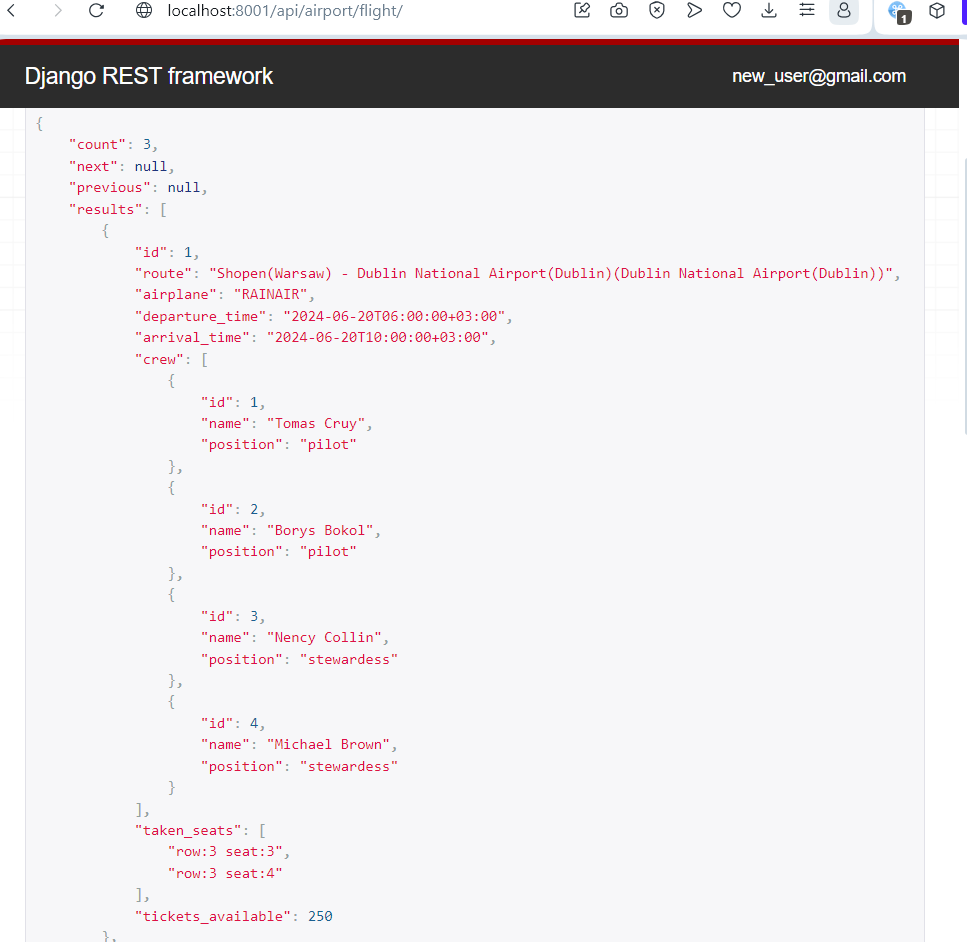 localhost:8001/api/airport/flight/
1
Django REST framework
new_user@gmail.com
{
    "count": 3,
    "next": null,
    "previous": null,
    "results": [
        {
            "id": 1,
            "route": "Shopen(Warsaw) - Dublin National Airport(Dublin)(Dublin National Airport(Dublin))",
            "airplane": "RAINAIR",
            "departure_time": "2024-06-20T06:00:00+03:00",
            "arrival_time": "2024-06-20T10:00:00+03:00",
            "crew": [
                {
                    "id": 1,
                    "name": "Tomas Cruy",
                    "position": "pilot"
                },
                {
                    "id": 2,
                    "name": "Borys Bokol",
                    "position": "pilot"
                },
                {
                    "id": 3,
                    "name": "Nency Collin",
                    "position": "stewardess"
                },
                {
                    "id": 4,
                    "name": "Michael Brown",
                    "position": "stewardess"
                }
            ],
            "taken_seats": [
                "row:3 seat:3",
                "row:3 seat:4"
            ],
            "tickets_available": 250
        },